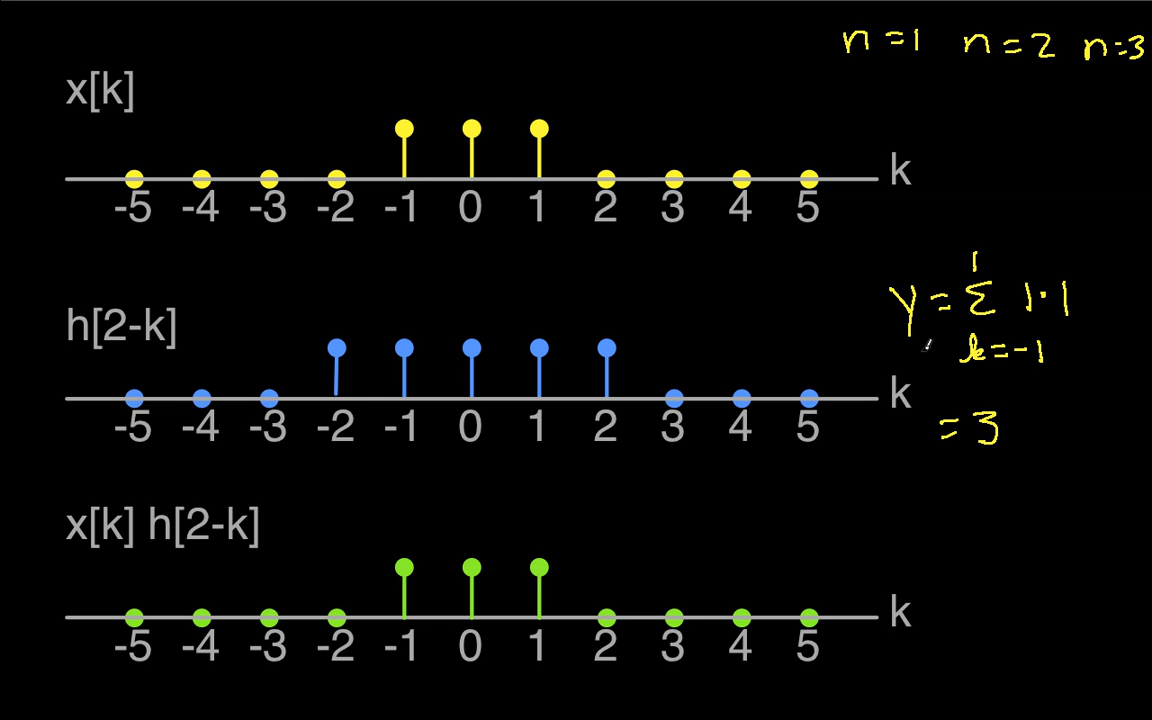 n=1 n=2 n=3
x[k]
k
-5 -4 -3 -2 -1 0 1 2 3 4 5
1
y=Σ 1·1
k=-1
h[2-k]
k
-5 -4 -3 -2 -1 0 1 2 3 4 5
=3
x[k] h[2-k]
k
-5 -4 -3 -2 -1 0 1 2 3 4 5